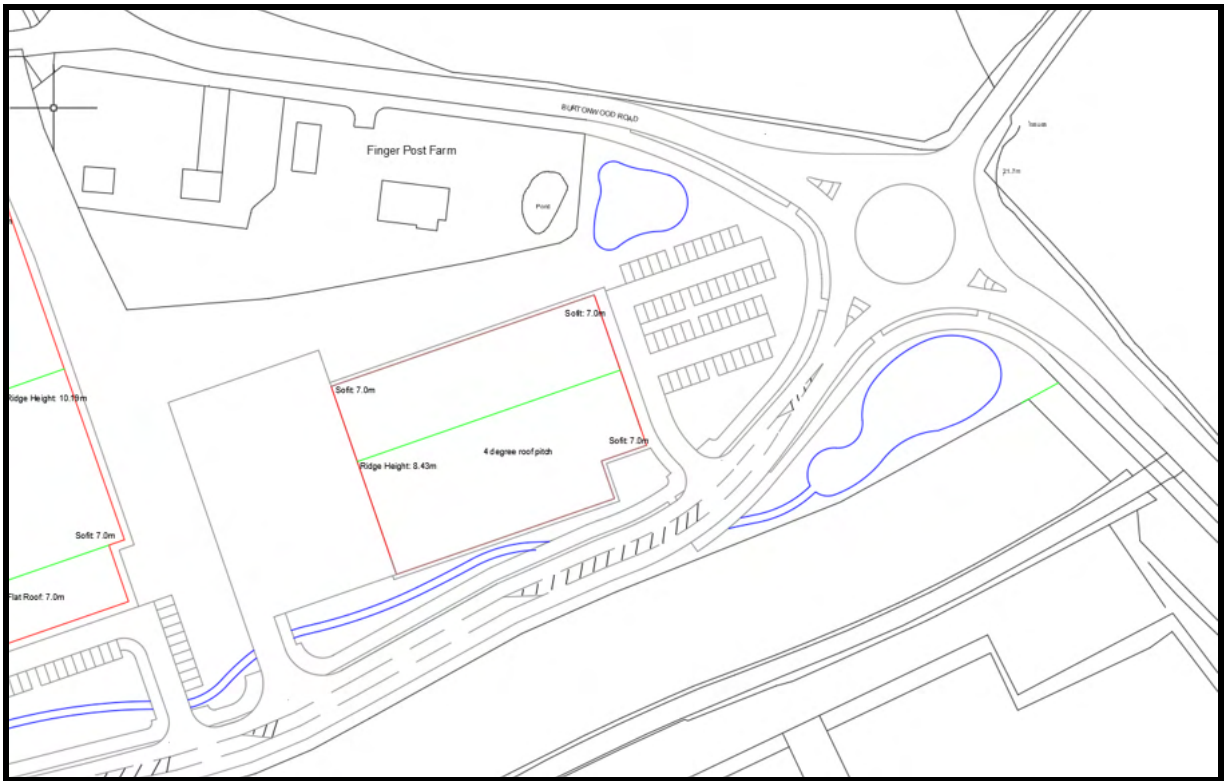 BURTONWOOD ROAD
Finger Post Farm
Pond
21.7m
Soffit: 7.0m
Soffit: 7.0m
Ridge Height: 10.19m
Soffit: 7.0m
4 degree roof pitch
Ridge Height: 8.43m
Soffit: 7.0m
Flat Roof: 7.0m